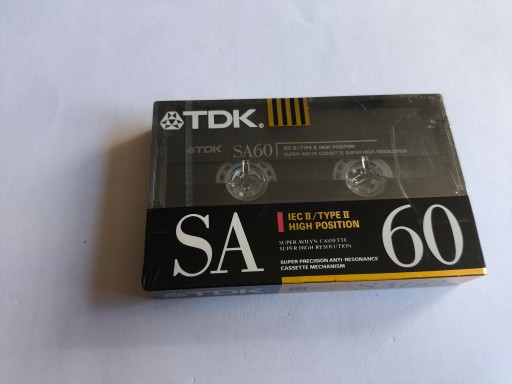 TDK®
TDK SA60 IEC II/TYPE II HIGH POSITION
SUPER AVILYN CASSETTE SUPER HIGH RESOLUTION
SA
IEC II/TYPE II
HIGH POSITION
60
SUPER AVILYN CASSETTE
SUPER HIGH RESOLUTION
SUPER PRECISION ANTI-RESONANCE
CASSETTE MECHANISM
TDK SA60